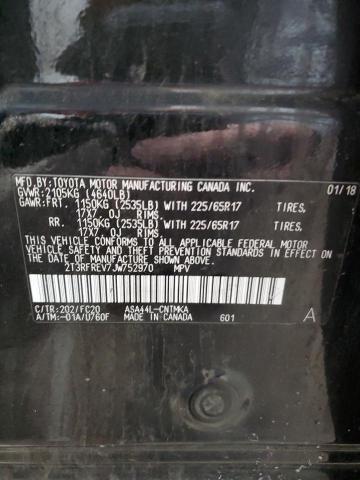 MFD.BY:TOYOTA MOTOR MANUFACTURING CANADA INC. 01/18
GVWR:2105KG (4640LB)
GAWR:FRT. 1150KG (2535LB) WITH 225/65R17 TIRES,
17X7.0J RIMS.
RR. 1150KG (2535LB) WITH 225/65R17 TIRES,
17X7.0J RIMS.
THIS VEHICLE CONFORMS TO ALL APPLICABLE FEDERAL MOTOR
VEHICLE SAFETY AND THEFT PREVENTION STANDARDS IN EFFECT
ON THE DATE OF MANUFACTURE SHOWN ABOVE.
2T3RFREV7JW752970 MPV
C/TR:202/FC20 ASA44L-CNTMKA
A/TM:-01A/U760F MADE IN CANADA 601 A